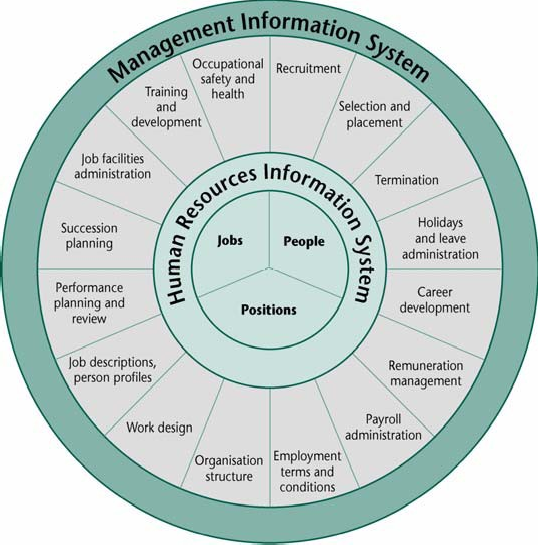 Management Information System
Recruitment
Selection and
placement
Termination
Holidays
and leave
administration
Career
development
Remuneration
management
Payroll
administration
Employment
terms and
conditions
Organisation
structure
Work design
Job descriptions,
person profiles
Performance
planning and
review
Succession
planning
Job facilities
administration
Training
and
development
Occupational
safety and
health
Human Resources Information System
Jobs
People
Positions